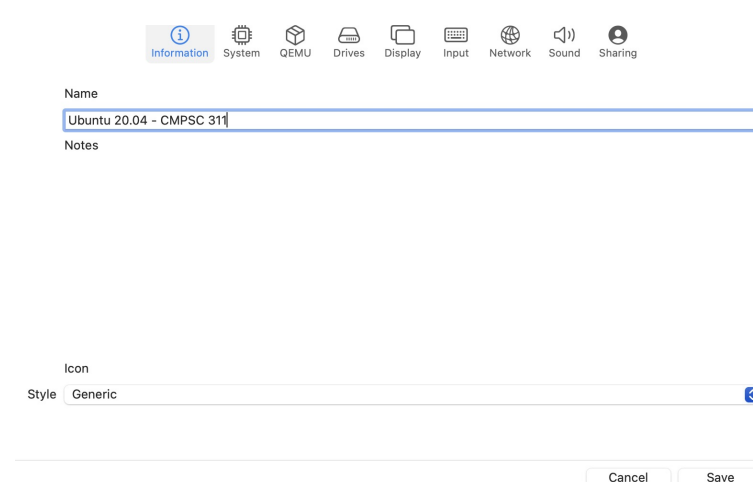 Information System QEMU Drives Display Input Network Sound Sharing
Name
Ubuntu 20.04 - CMPSC 311
Notes
Icon
Style Generic
Cancel Save